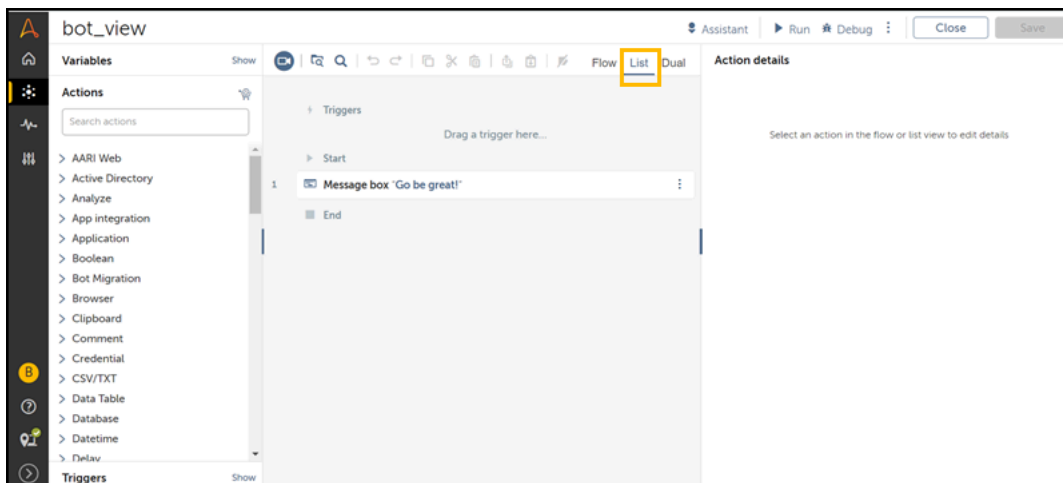 bot_view
Assistant
Run
Debug
Close
Save
Variables
Show
Flow
List
Dual
Action details
Actions
Search actions
Triggers
Drag a trigger here...
Select an action in the flow or list view to edit details
AARI Web
Start
Active Directory
1 Message box "Go be great!"
Analyze
App integration
End
Application
Boolean
Bot Migration
Browser
Clipboard
Comment
Credential
B
CSV/TXT
Data Table
Database
Datetime
Delay
Triggers
Show